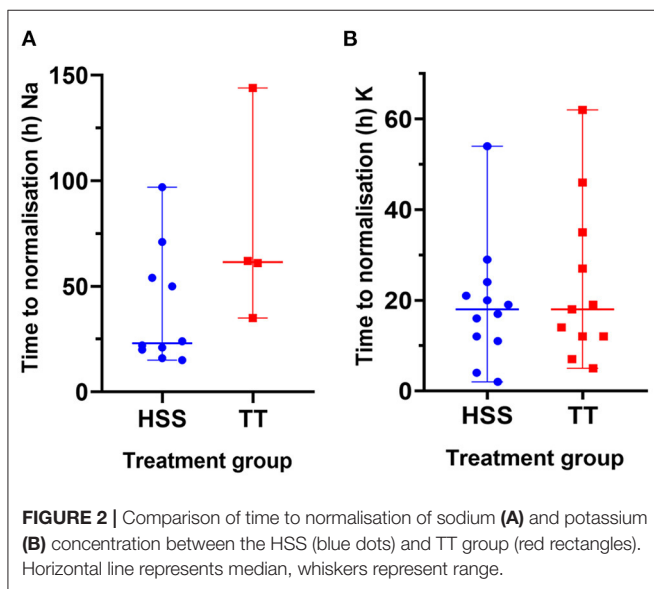 A
B
Time to normalisation (h) Na
150
100
50
0
HSS
TT
Treatment group
Time to normalisation (h) K
60
40
20
0
HSS
TT
Treatment group
FIGURE 2 | Comparison of time to normalisation of sodium (A) and potassium
(B) concentration between the HSS (blue dots) and TT group (red rectangles).
Horizontal line represents median, whiskers represent range.